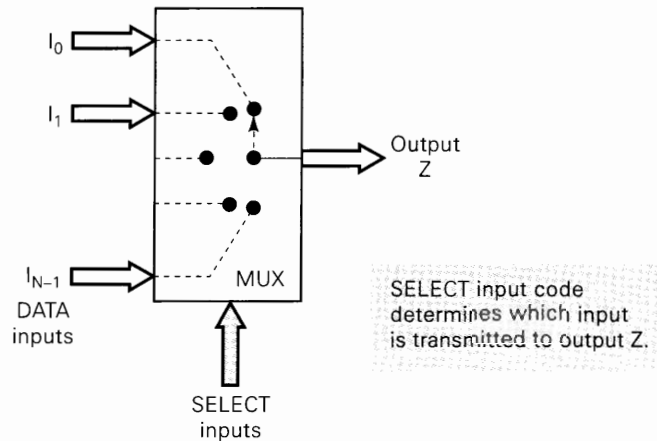 I0
I1
Output
Z
IN–1
MUX
DATA
inputs
SELECT input code
determines which input
is transmitted to output Z.
SELECT
inputs